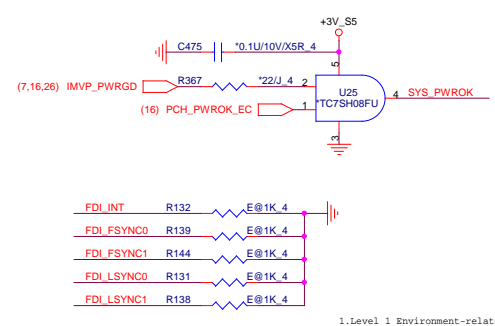 +3V_S5
C475 *0.1U/10V/X5R_4
5
(7,16,26) IMVP_PWRGD R367 *22/J_4 2
U25
*TC7SH08FU 4 SYS_PWROK
(16) PCH_PWROK_EC 1
3
FDI_INT R132 E@1K_4
FDI_FSYNC0 R139 E@1K_4
FDI_FSYNC1 R144 E@1K_4
FDI_LSYNC0 R131 E@1K_4
FDI_LSYNC1 R138 E@1K_4
1.Level 1 Environment-relat